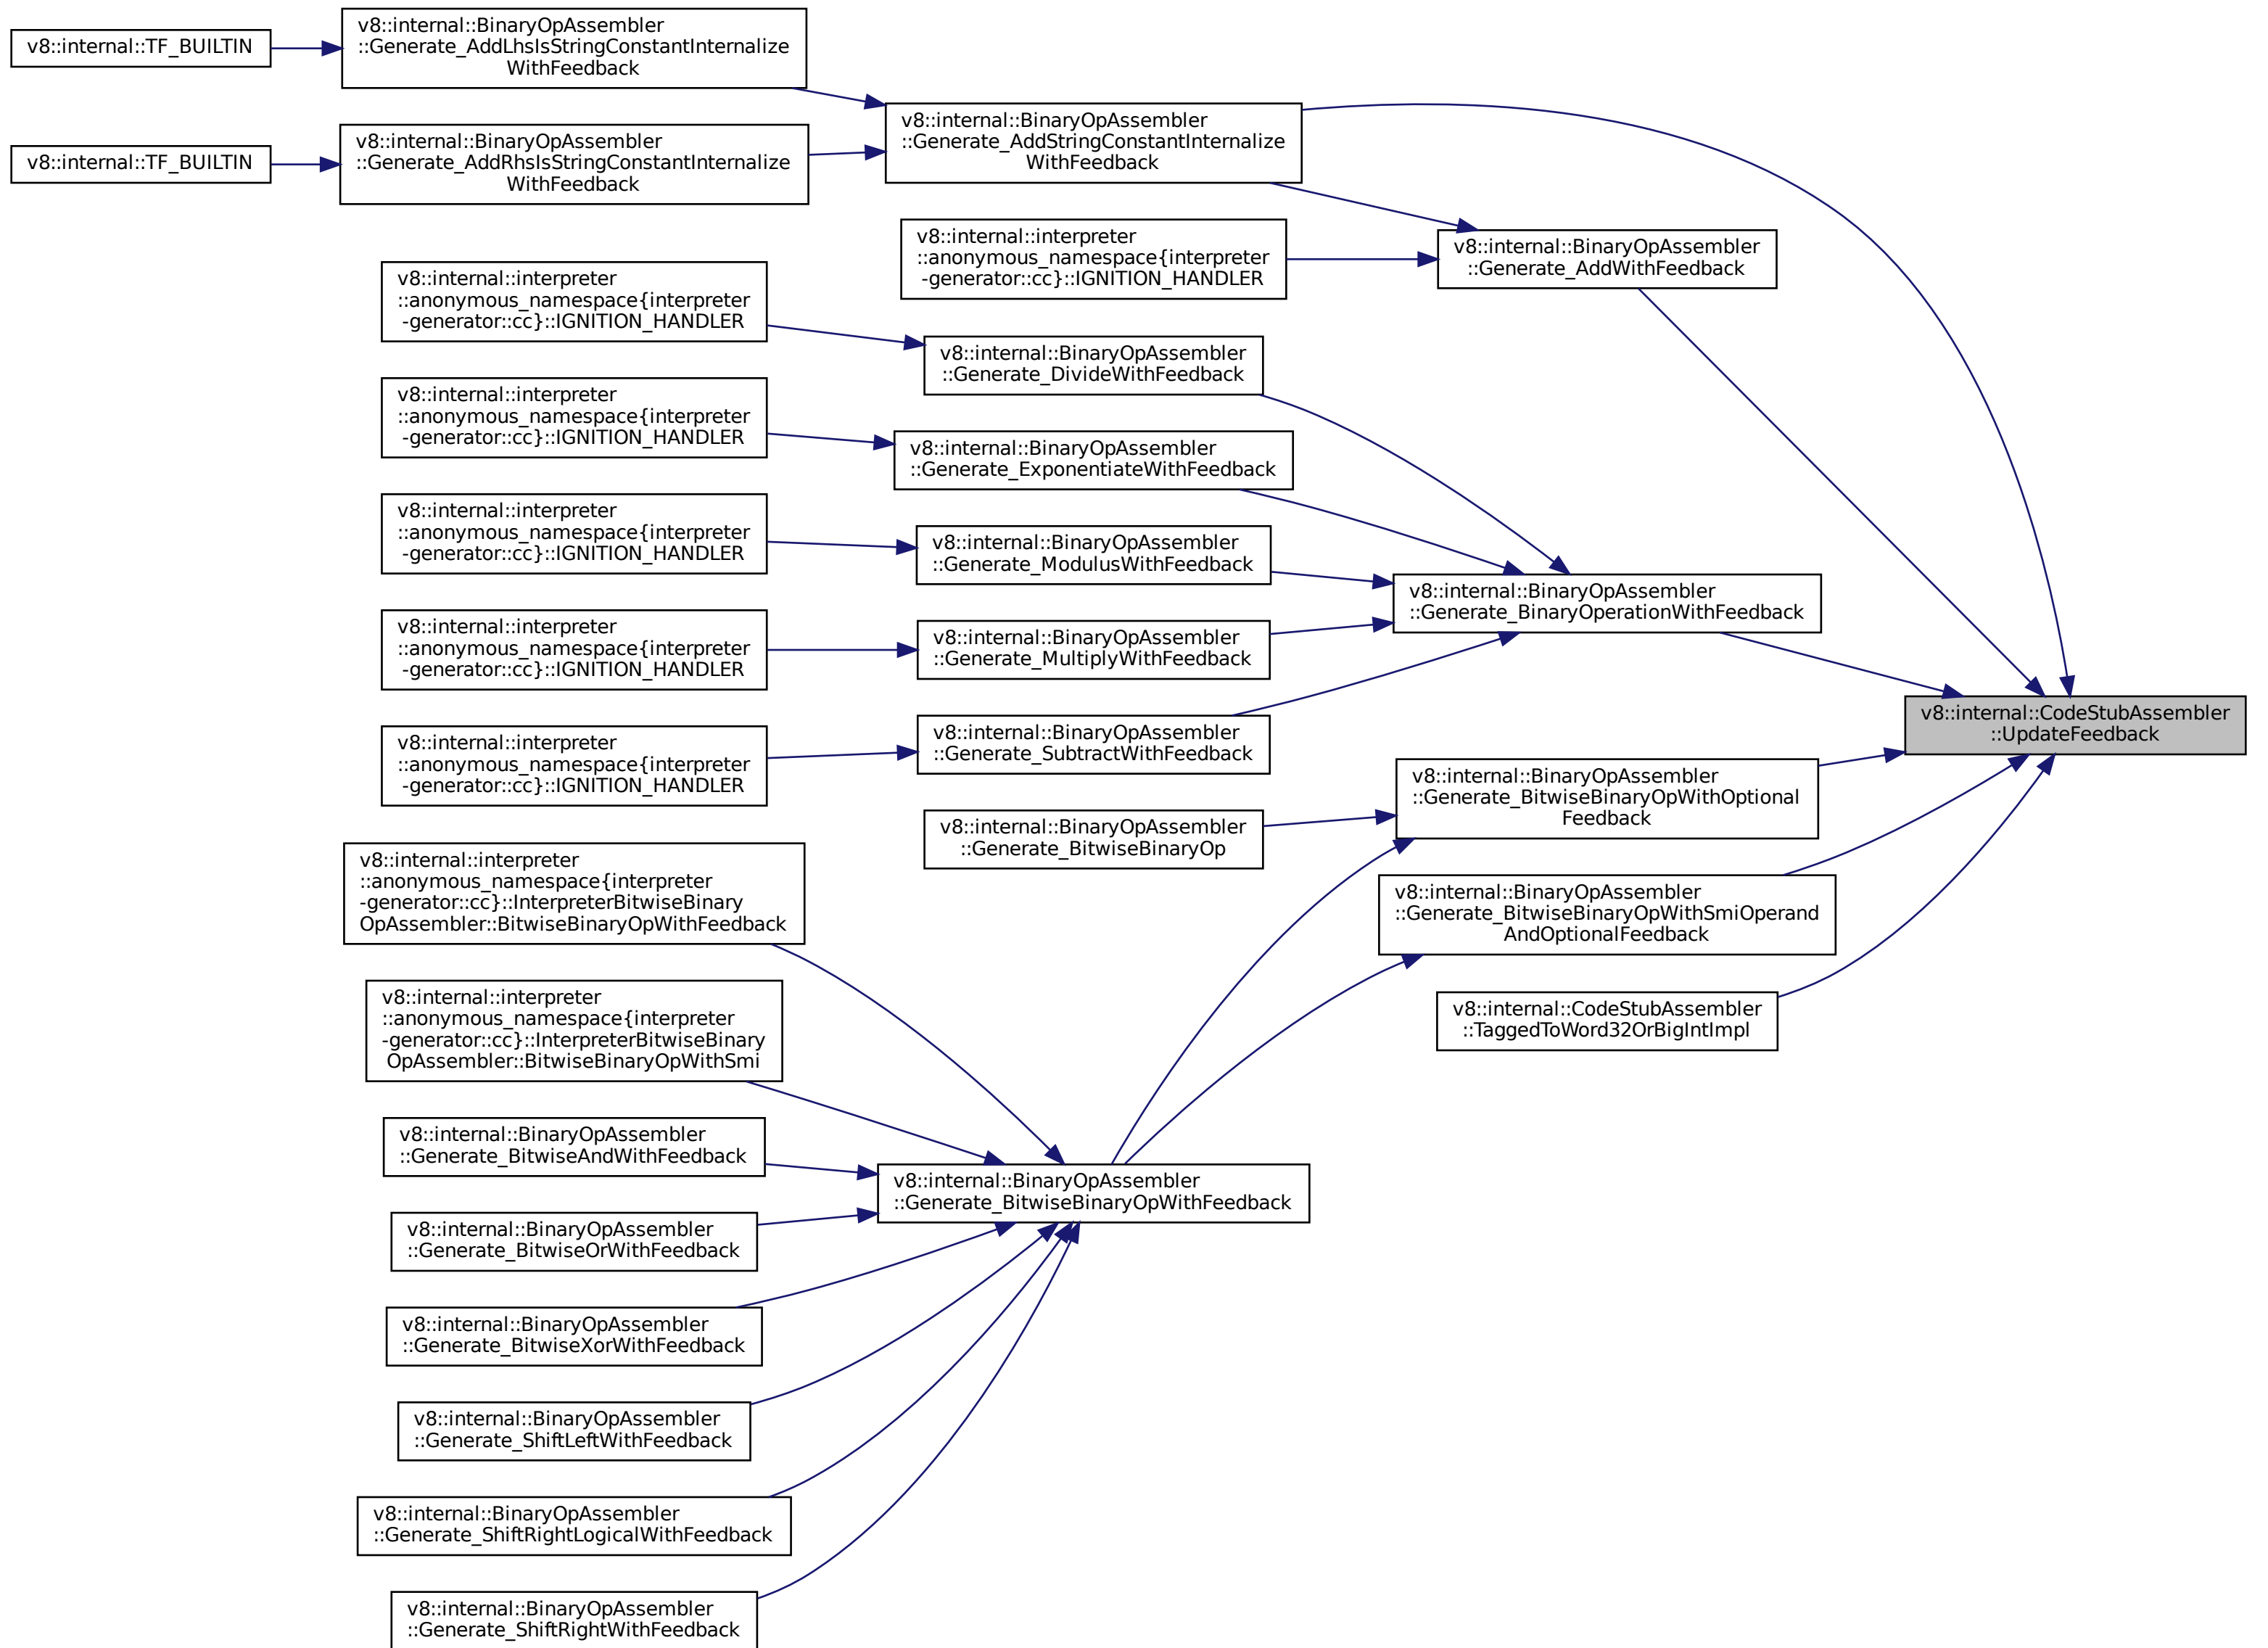 v8::internal::TF_BUILTIN
v8::internal::BinaryOpAssembler
::Generate_AddLhsIsStringConstantInternalize
WithFeedback
v8::internal::TF_BUILTIN
v8::internal::BinaryOpAssembler
::Generate_AddRhsIsStringConstantInternalize
WithFeedback
v8::internal::BinaryOpAssembler
::Generate_AddStringConstantInternalize
WithFeedback
v8::internal::interpreter
::anonymous_namespace{interpreter
-generator::cc}::IGNITION_HANDLER
v8::internal::BinaryOpAssembler
::Generate_AddWithFeedback
v8::internal::interpreter
::anonymous_namespace{interpreter
-generator::cc}::IGNITION_HANDLER
v8::internal::BinaryOpAssembler
::Generate_DivideWithFeedback
v8::internal::interpreter
::anonymous_namespace{interpreter
-generator::cc}::IGNITION_HANDLER
v8::internal::BinaryOpAssembler
::Generate_ExponentiateWithFeedback
v8::internal::interpreter
::anonymous_namespace{interpreter
-generator::cc}::IGNITION_HANDLER
v8::internal::BinaryOpAssembler
::Generate_ModulusWithFeedback
v8::internal::BinaryOpAssembler
::Generate_BinaryOperationWithFeedback
v8::internal::interpreter
::anonymous_namespace{interpreter
-generator::cc}::IGNITION_HANDLER
v8::internal::BinaryOpAssembler
::Generate_MultiplyWithFeedback
v8::internal::interpreter
::anonymous_namespace{interpreter
-generator::cc}::IGNITION_HANDLER
v8::internal::BinaryOpAssembler
::Generate_SubtractWithFeedback
v8::internal::CodeStubAssembler
::UpdateFeedback
v8::internal::BinaryOpAssembler
::Generate_BitwiseBinaryOpWithOptional
Feedback
v8::internal::BinaryOpAssembler
::Generate_BitwiseBinaryOp
v8::internal::BinaryOpAssembler
::Generate_BitwiseBinaryOpWithSmiOperand
AndOptionalFeedback
v8::internal::CodeStubAssembler
::TaggedToWord32OrBigIntImpl
v8::internal::interpreter
::anonymous_namespace{interpreter
-generator::cc}::InterpreterBitwiseBinary
OpAssembler::BitwiseBinaryOpWithFeedback
v8::internal::interpreter
::anonymous_namespace{interpreter
-generator::cc}::InterpreterBitwiseBinary
OpAssembler::BitwiseBinaryOpWithSmi
v8::internal::BinaryOpAssembler
::Generate_BitwiseAndWithFeedback
v8::internal::BinaryOpAssembler
::Generate_BitwiseBinaryOpWithFeedback
v8::internal::BinaryOpAssembler
::Generate_BitwiseOrWithFeedback
v8::internal::BinaryOpAssembler
::Generate_BitwiseXorWithFeedback
v8::internal::BinaryOpAssembler
::Generate_ShiftLeftWithFeedback
v8::internal::BinaryOpAssembler
::Generate_ShiftRightLogicalWithFeedback
v8::internal::BinaryOpAssembler
::Generate_ShiftRightWithFeedback